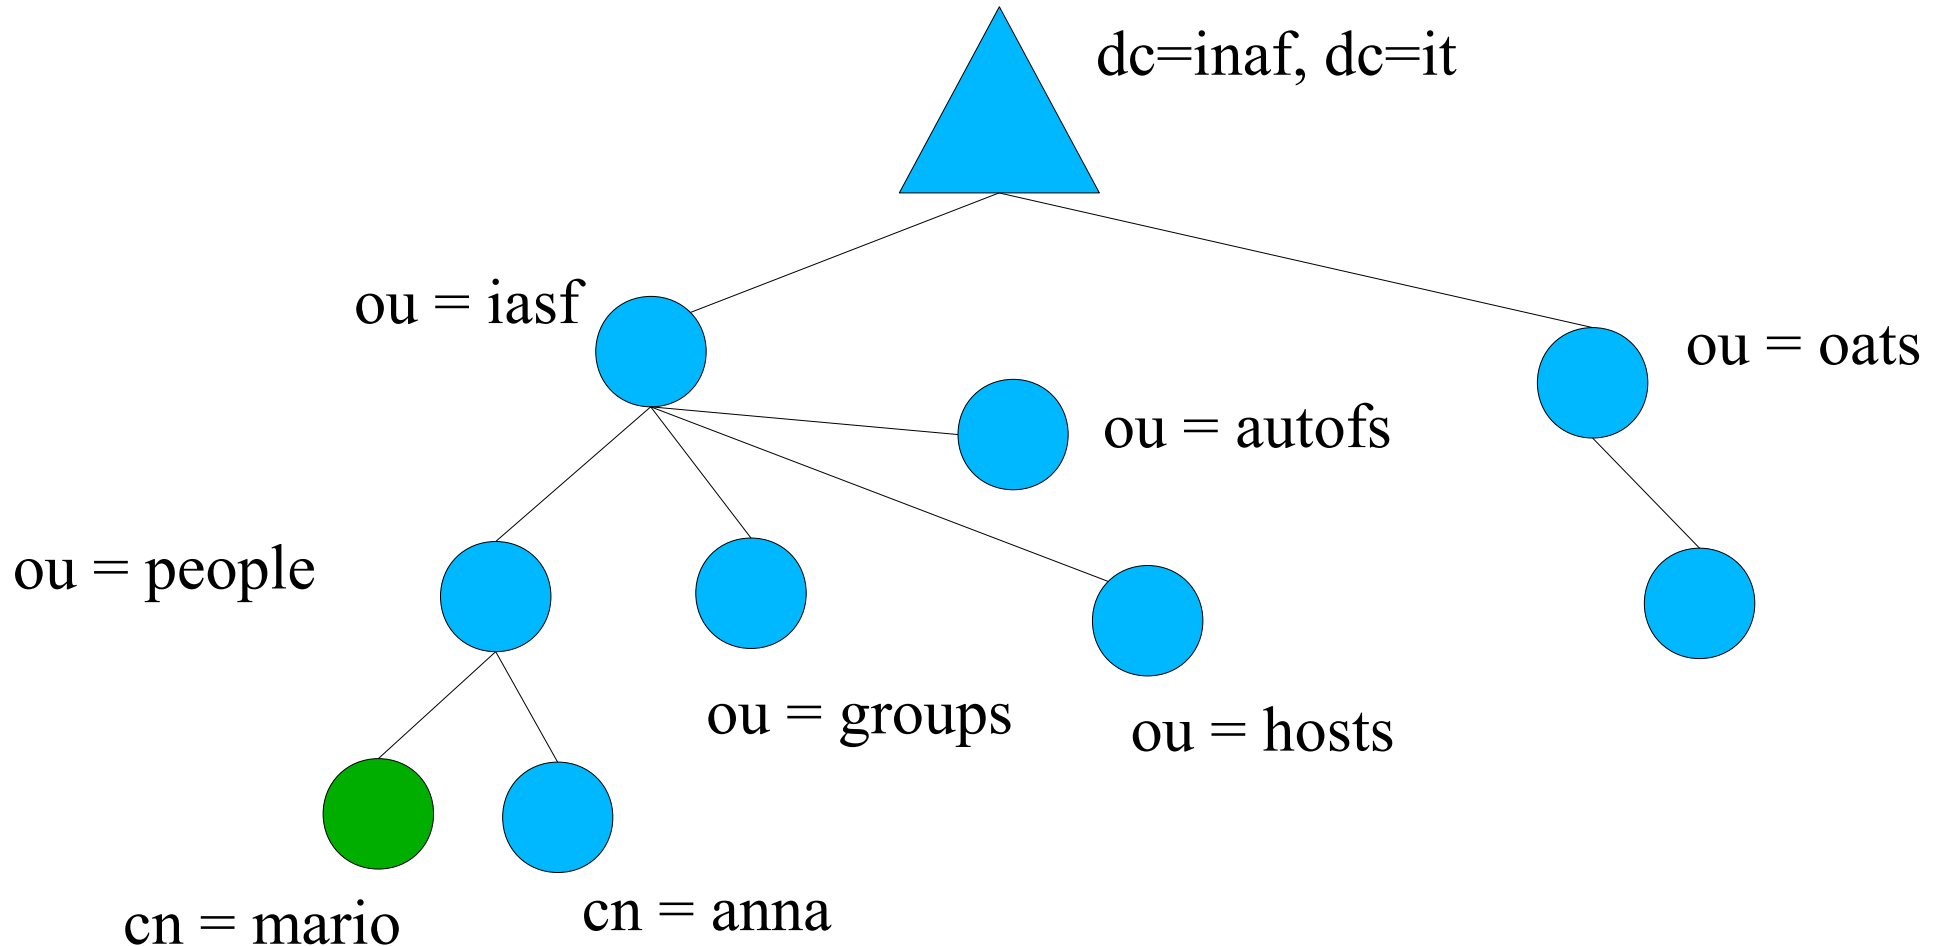 dc=inaf, dc=it
ou = iasf
ou = oats
ou = autofs
ou = people
ou = groups
ou = hosts
cn = mario
cn = anna